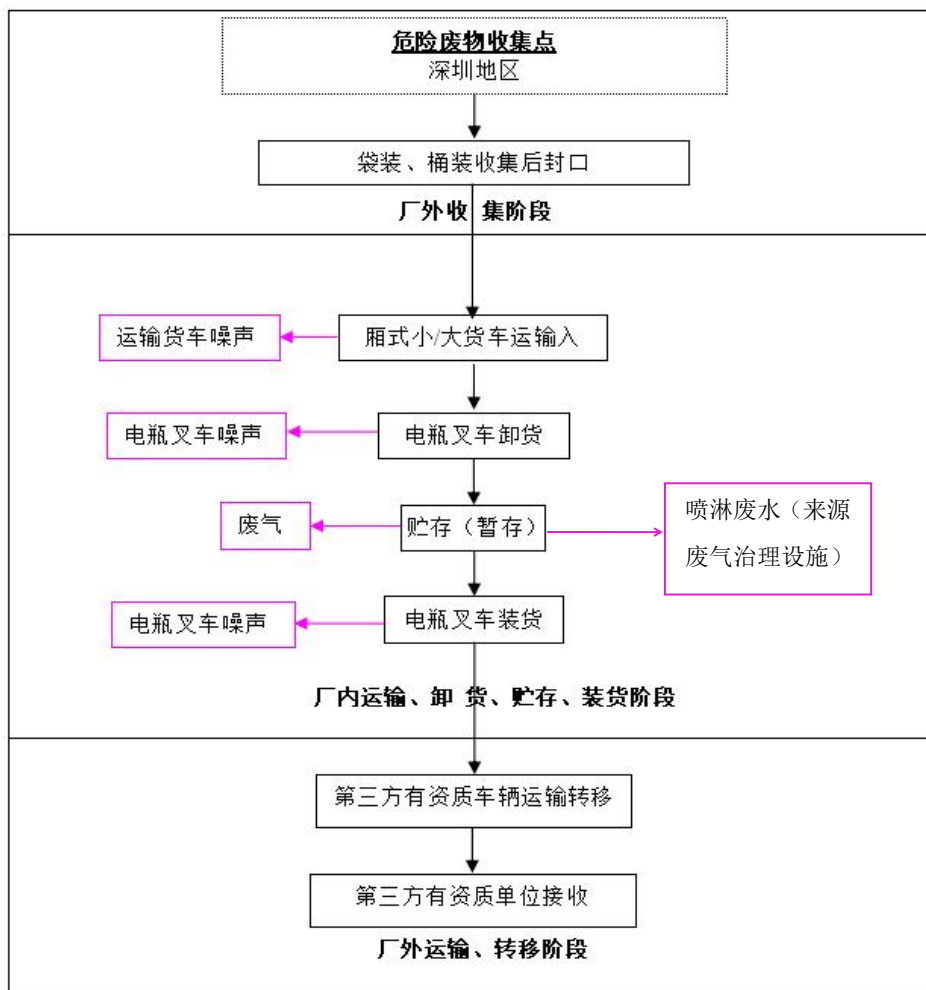 危险废物收集点
深圳地区
袋装、桶装收集后封口
厂外收 集阶段
运输货车噪声
厢式小/大货车运输入
电瓶叉车噪声
电瓶叉车卸货
废气
贮存（暂存）
喷淋废水（来源
废气治理设施）
电瓶叉车噪声
电瓶叉车装货
厂内运输、卸 货、贮存、装货阶段
第三方有资质车辆运输转移
第三方有资质单位接收
厂外运输、转移阶段